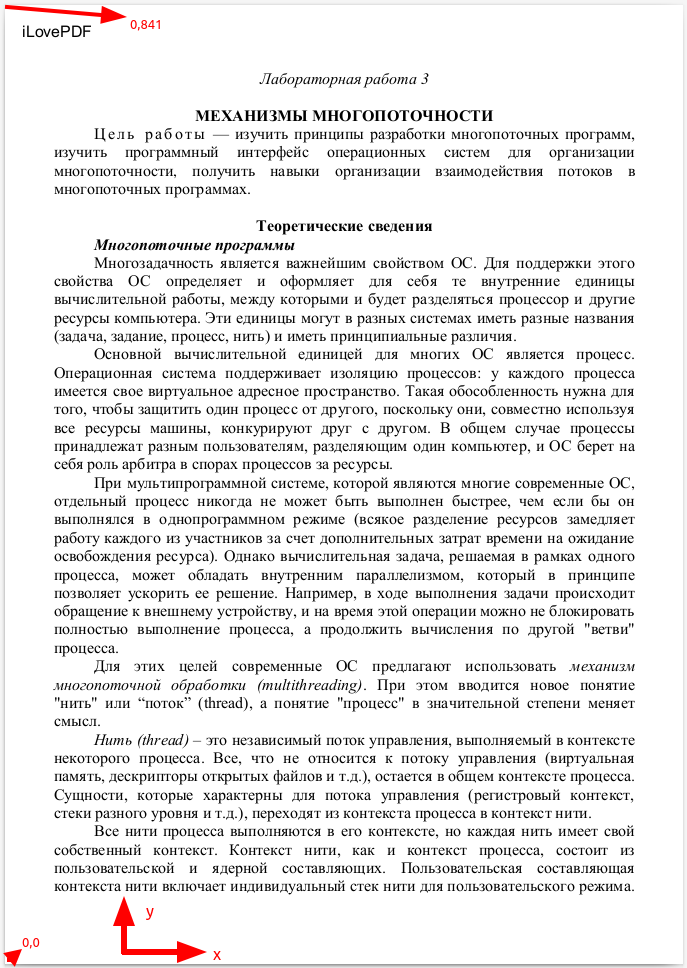 0,841
iLovePDF
Лабораторная работа 3
МЕХАНИЗМЫ МНОГОПОТОЧНОСТИ
Цель работы — изучить принципы разработки многопоточных программ,
изучить программный интерфейс операционных систем для организации
многопоточности, получить навыки организации взаимодействия потоков в
многопоточных программах.
Теоретические сведения
Многопоточные программы
Многозадачность является важнейшим свойством ОС. Для поддержки этого
свойства ОС определяет и оформляет для себя те внутренние единицы
вычислительной работы, между которыми и будет разделяться процессор и другие
ресурсы компьютера. Эти единицы могут в разных системах иметь разные названия
(задача, задание, процесс, нить) и иметь принципиальные различия.
Основной вычислительной единицей для многих ОС является процесс.
Операционная система поддерживает изоляцию процессов: у каждого процесса
имеется свое виртуальное адресное пространство. Такая обособленность нужна для
того, чтобы защитить один процесс от другого, поскольку они, совместно используя
все ресурсы машины, конкурируют друг с другом. В общем случае процессы
принадлежат разным пользователям, разделяющим один компьютер, и ОС берет на
себя роль арбитра в спорах процессов за ресурсы.
При мультипрограммной системе, которой являются многие современные ОС,
отдельный процесс никогда не может быть выполнен быстрее, чем если бы он
выполнялся в однопрограммном режиме (всякое разделение ресурсов замедляет
работу каждого из участников за счет дополнительных затрат времени на ожидание
освобождения ресурса). Однако вычислительная задача, решаемая в рамках одного
процесса, может обладать внутренним параллелизмом, который в принципе
позволяет ускорить ее решение. Например, в ходе выполнения задачи происходит
обращение к внешнему устройству, и на время этой операции можно не блокировать
полностью выполнение процесса, а продолжить вычисления по другой "ветви"
процесса.
Для этих целей современные ОС предлагают использовать механизм
многопоточной обработки (multithreading). При этом вводится новое понятие
"нить" или “поток” (thread), а понятие "процесс" в значительной степени меняет
смысл.
Нить (thread) – это независимый поток управления, выполняемый в контексте
некоторого процесса. Все, что не относится к потоку управления (виртуальная
память, дескрипторы открытых файлов и т.д.), остается в общем контексте процесса.
Сущности, которые характерны для потока управления (регистровый контекст,
стеки разного уровня и т.д.), переходят из контекста процесса в контекст нити.
Все нити процесса выполняются в его контексте, но каждая нить имеет свой
собственный контекст. Контекст нити, как и контекст процесса, состоит из
пользовательской и ядерной составляющих. Пользовательская составляющая
контекста нити включает индивидуальный стек нити для пользовательского режима.
y
0,0
x